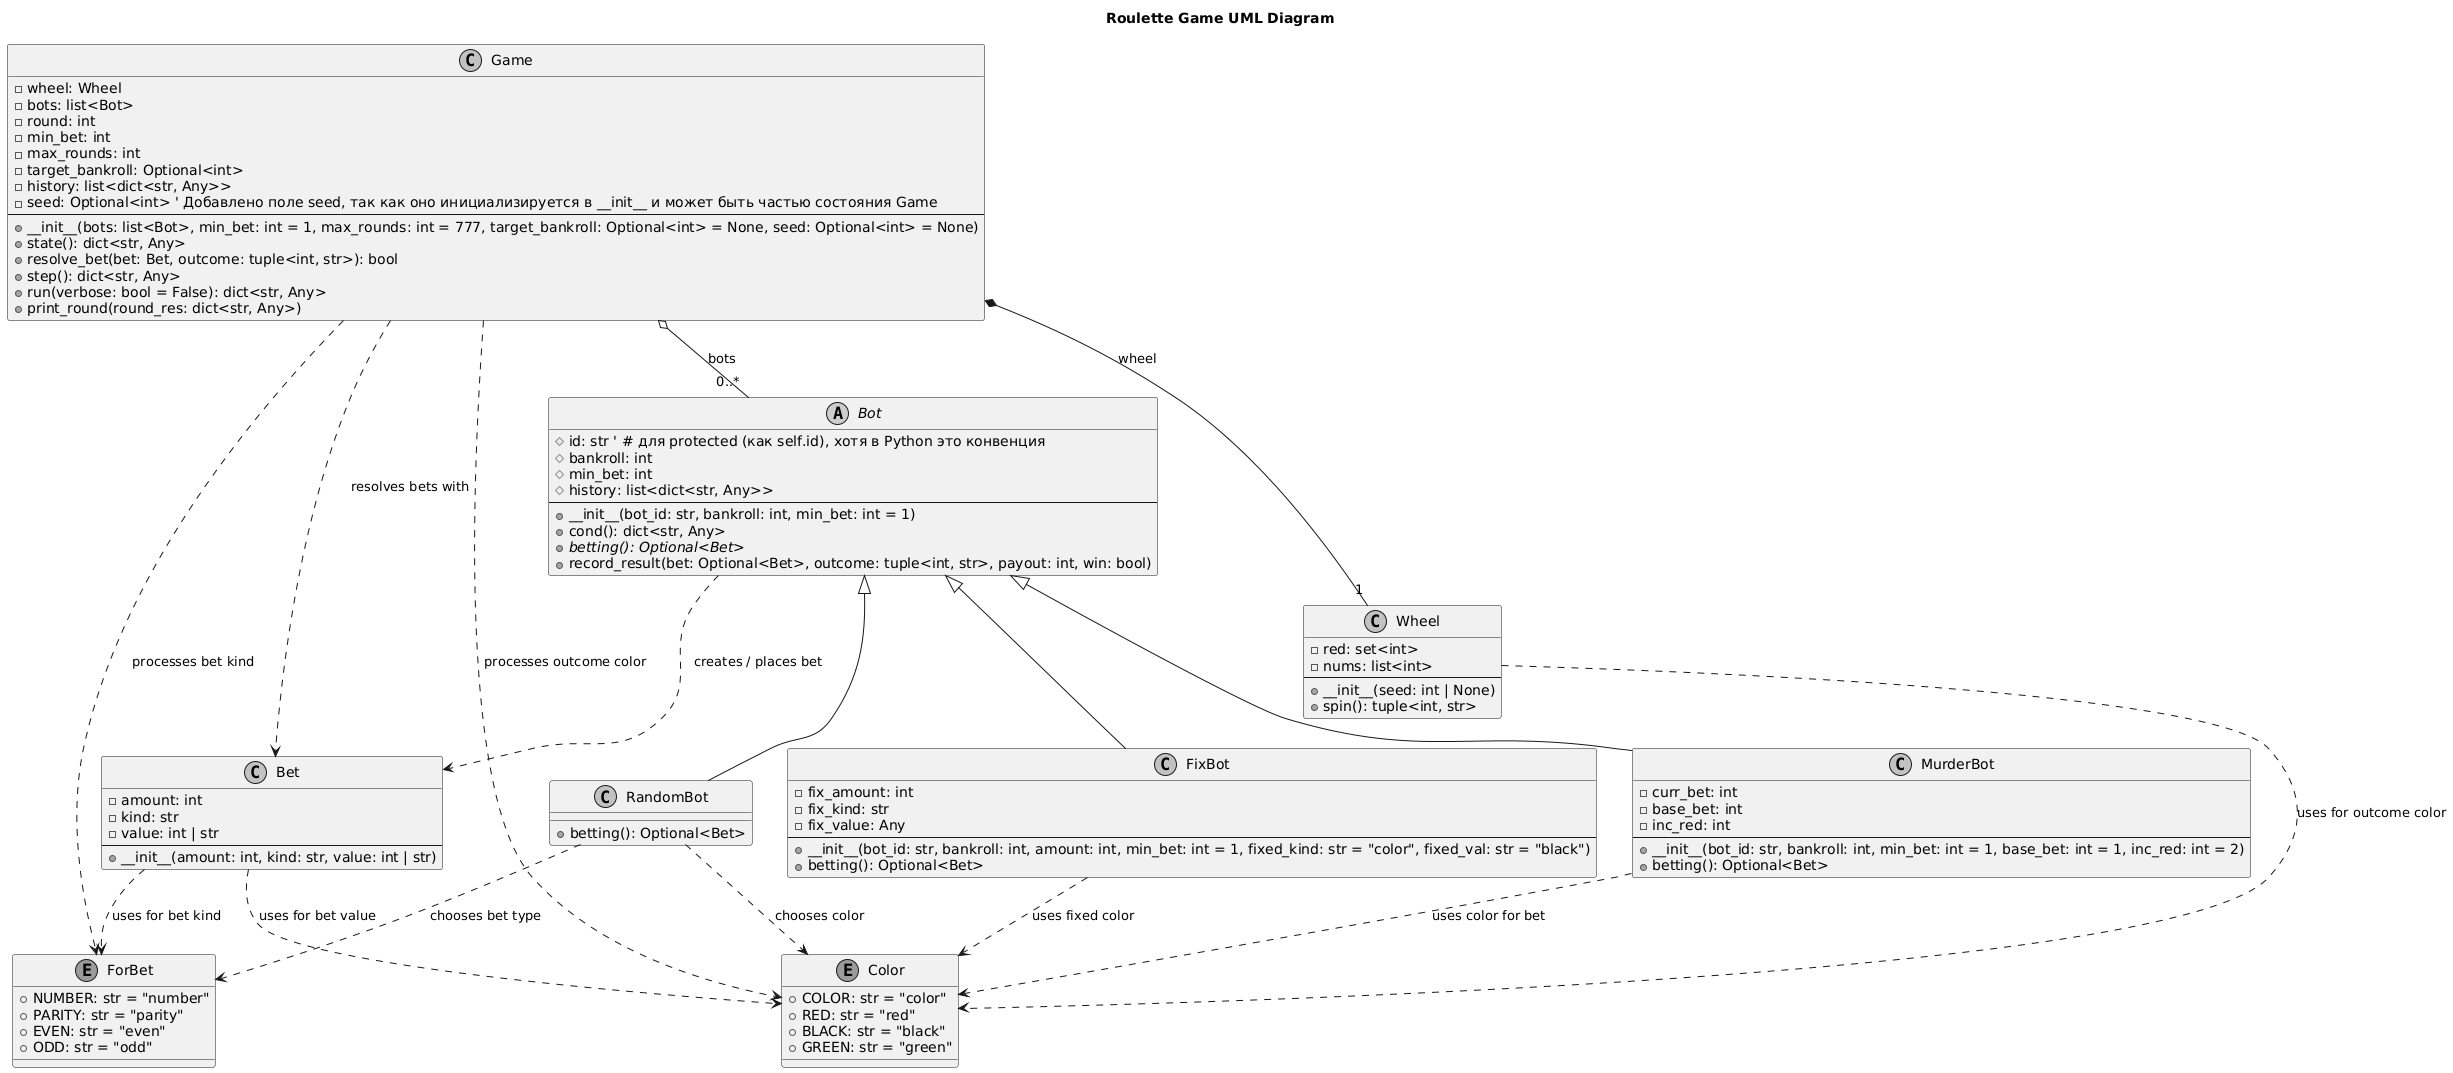 Roulette Game UML Diagram
C Game
wheel: Wheel
bots: list<Bot>
round: int
min_bet: int
max_rounds: int
target_bankroll: Optional<int>
history: list<dict<str, Any>>
seed: Optional<int> ' Добавлено поле seed, так как оно инициализируется в __init__ и может быть частью состояния Game
__init__(bots: list<Bot>, min_bet: int = 1, max_rounds: int = 777, target_bankroll: Optional<int> = None, seed: Optional<int> = None)
state(): dict<str, Any>
resolve_bet(bet: Bet, outcome: tuple<int, str>): bool
step(): dict<str, Any>
run(verbose: bool = False): dict<str, Any>
print_round(round_res: dict<str, Any>)
bots
0..*
wheel
1
A Bot
id: str ' # для protected (как self.id), хотя в Python это конвенция
bankroll: int
min_bet: int
history: list<dict<str, Any>>
__init__(bot_id: str, bankroll: int, min_bet: int = 1)
cond(): dict<str, Any>
betting(): Optional<Bet>
record_result(bet: Optional<Bet>, outcome: tuple<int, str>, payout: int, win: bool)
resolves bets with
C Wheel
red: set<int>
nums: list<int>
__init__(seed: int | None)
spin(): tuple<int, str>
processes bet kind
processes outcome color
creates / places bet
C Bet
amount: int
kind: str
value: int | str
__init__(amount: int, kind: str, value: int | str)
C RandomBot
betting(): Optional<Bet>
C FixBot
fix_amount: int
fix_kind: str
fix_value: Any
__init__(bot_id: str, bankroll: int, amount: int, min_bet: int = 1, fixed_kind: str = "color", fixed_val: str = "black")
betting(): Optional<Bet>
C MurderBot
curr_bet: int
base_bet: int
inc_red: int
__init__(bot_id: str, bankroll: int, min_bet: int = 1, base_bet: int = 1, inc_red: int = 2)
betting(): Optional<Bet>
uses for outcome color
uses for bet kind
uses for bet value
chooses bet type
chooses color
uses fixed color
uses color for bet
E ForBet
NUMBER: str = "number"
PARITY: str = "parity"
EVEN: str = "even"
ODD: str = "odd"
E Color
COLOR: str = "color"
RED: str = "red"
BLACK: str = "black"
GREEN: str = "green"